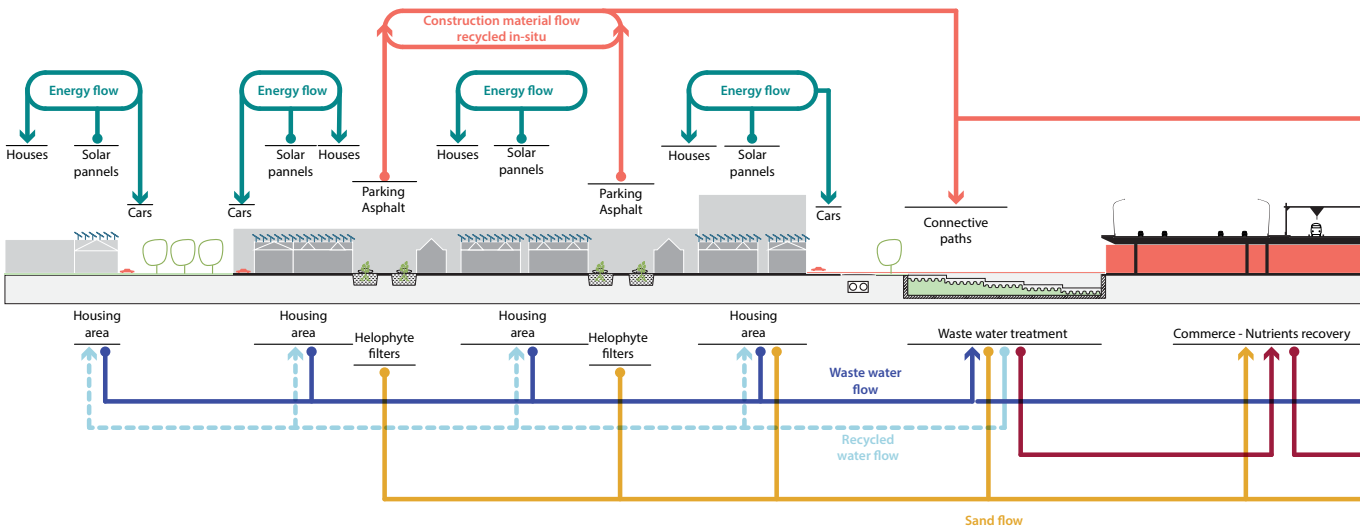 Construction material flow
recycled in-situ
Energy flow
Energy flow
Energy flow
Energy flow
Houses
Solar
pannels
Solar
pannels
Houses
Houses
Solar
pannels
Houses
Solar
pannels
Cars
Cars
Parking
Asphalt
Parking
Asphalt
Cars
Connective
paths
Housing
area
Housing
area
Helophyte
filters
Housing
area
Helophyte
filters
Housing
area
Waste water treatment
Commerce - Nutrients recovery
Waste water
flow
Recycled
water flow
Sand flow